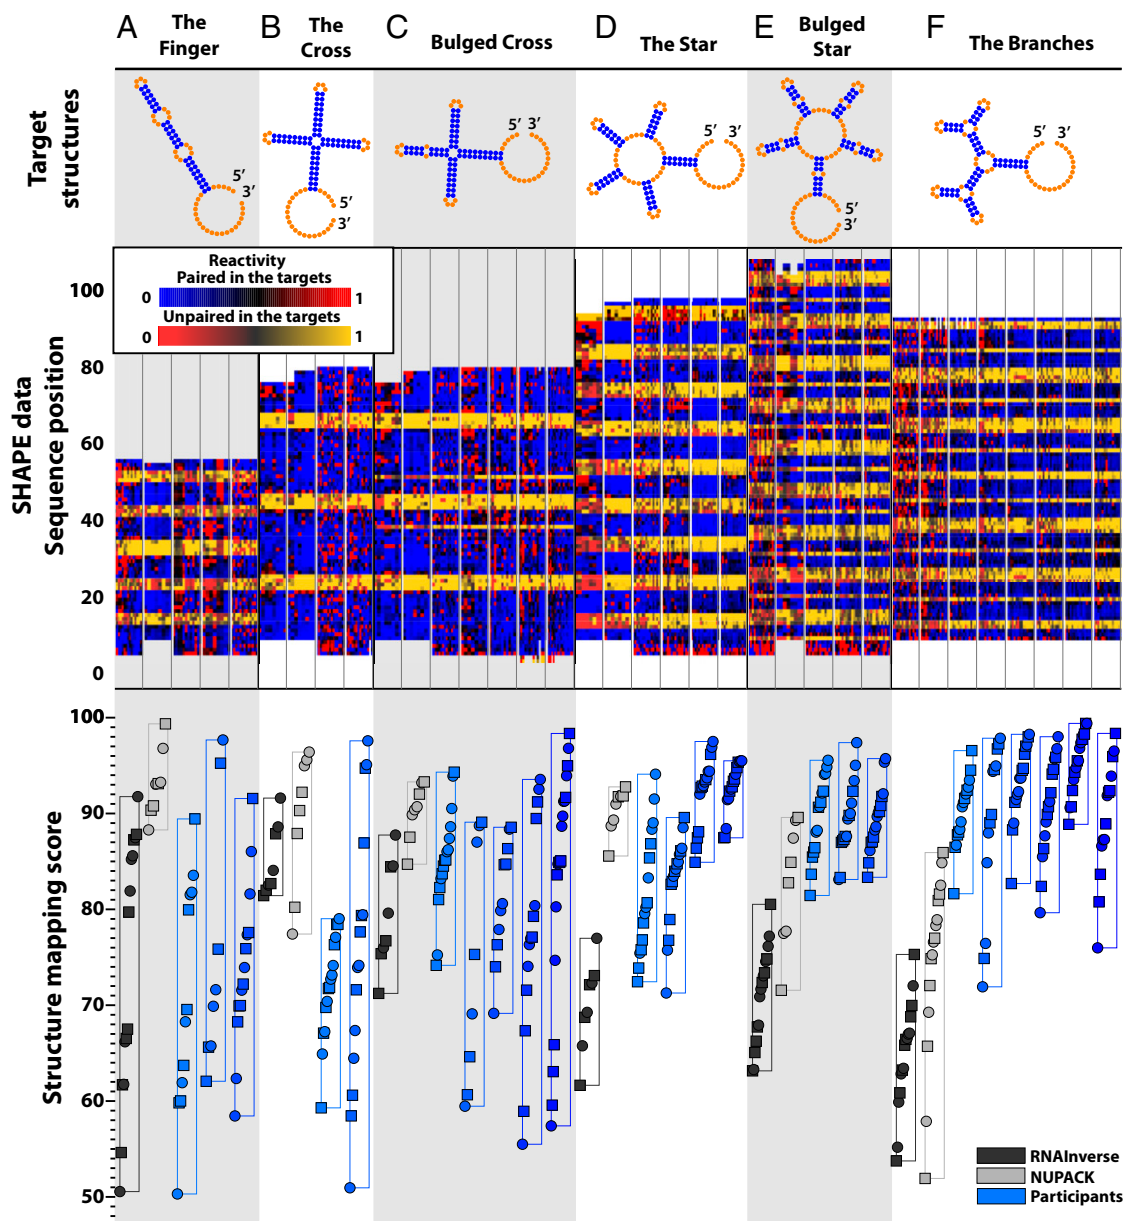 A The Finger
B The Cross
C Bulged Cross
D The Star
E Bulged Star
F The Branches
Target structures
5′
3′
5′
3′
5′ 3′
5′ 3′
5′
3′
5′ 3′
Reactivity
Paired in the targets
0 1
Unpaired in the targets
0 1
SHAPE data
Sequence position
100
80
60
40
20
0
Structure mapping score
100
90
80
70
60
50
RNAInverse
NUPACK
Participants